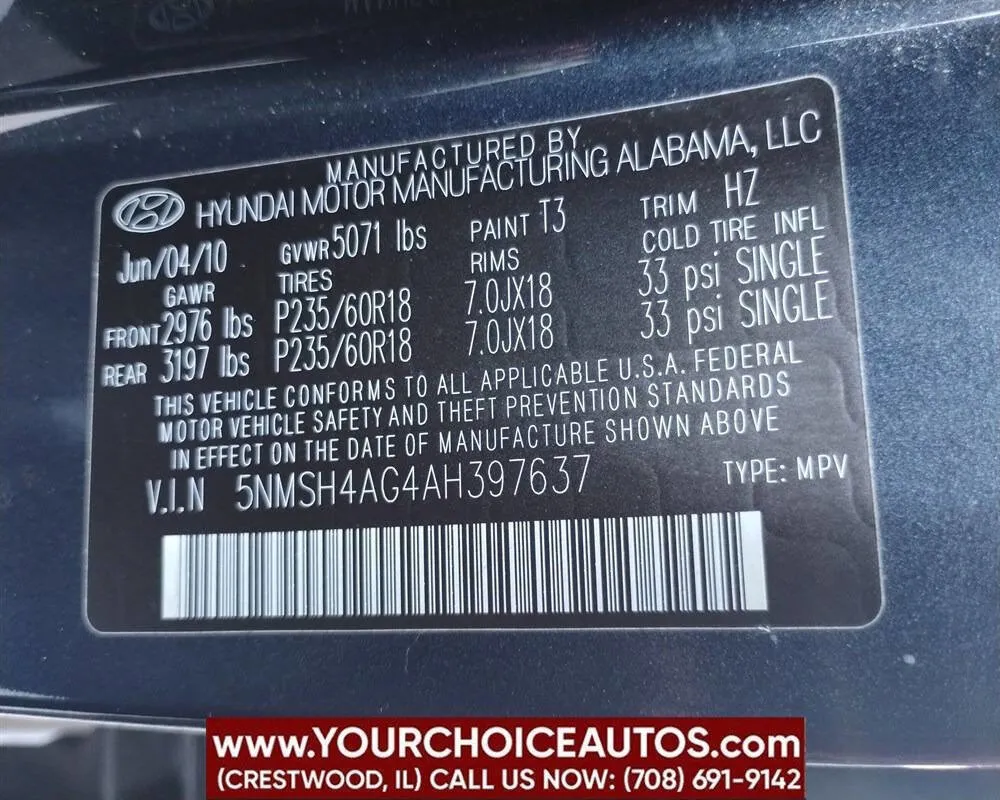 MANUFACTURED BY
HYUNDAI MOTOR MANUFACTURING ALABAMA, LLC
Jun/04/10 GVWR 5071 lbs PAINT T3 TRIM HZ
GAWR TIRES RIMS COLD TIRE INFL
FRONT 2976 lbs P235/60R18 7.0JX18 33 psi SINGLE
REAR 3197 lbs P235/60R18 7.0JX18 33 psi SINGLE
THIS VEHICLE CONFORMS TO ALL APPLICABLE U.S.A. FEDERAL
MOTOR VEHICLE SAFETY AND THEFT PREVENTION STANDARDS
IN EFFECT ON THE DATE OF MANUFACTURE SHOWN ABOVE
V.I.N 5NMSH4AG4AH397637 TYPE: MPV
www.YOURCHOICEAUTOS.com
(CRESTWOOD, IL) CALL US NOW: (708) 691-9142